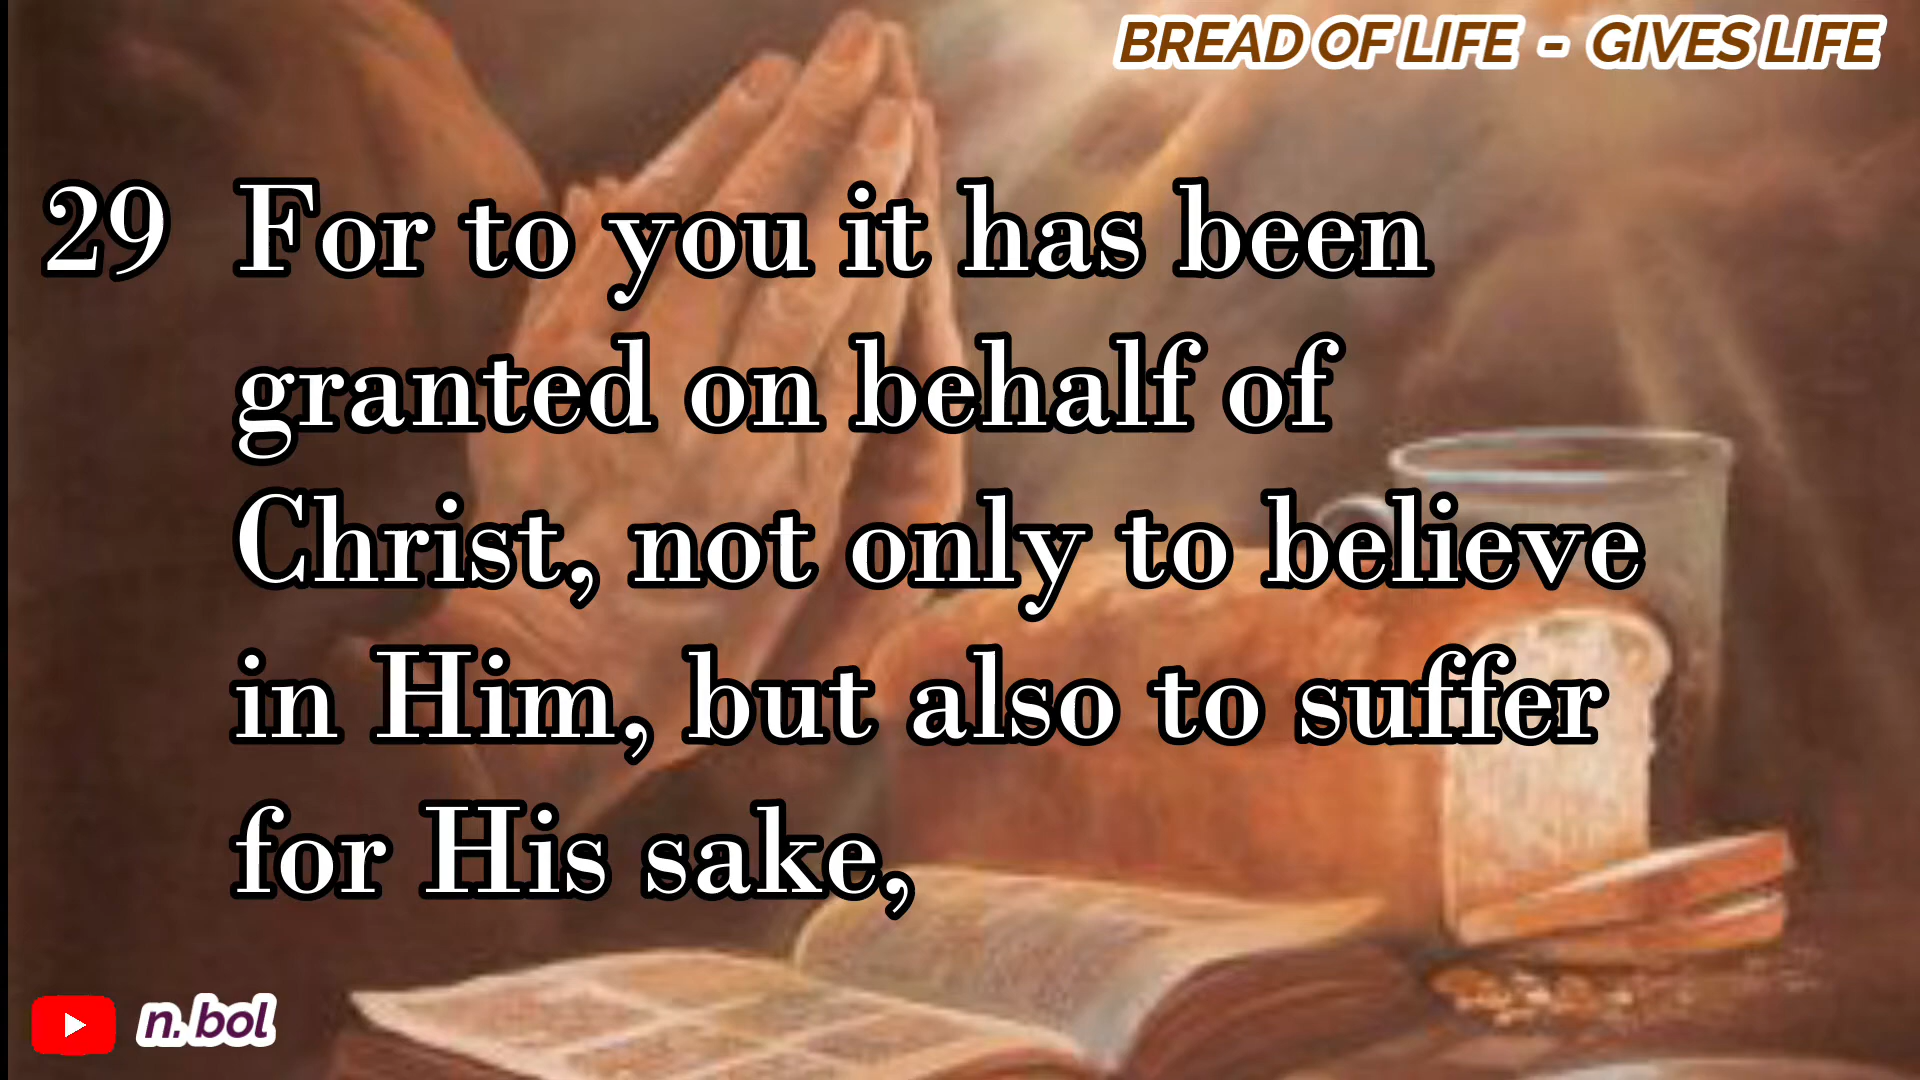 BREAD OF LIFE - GIVES LIFE
29 For to you it has been
granted on behalf of
Christ, not only to believe
in Him, but also to suffer
for His sake,
n. bol